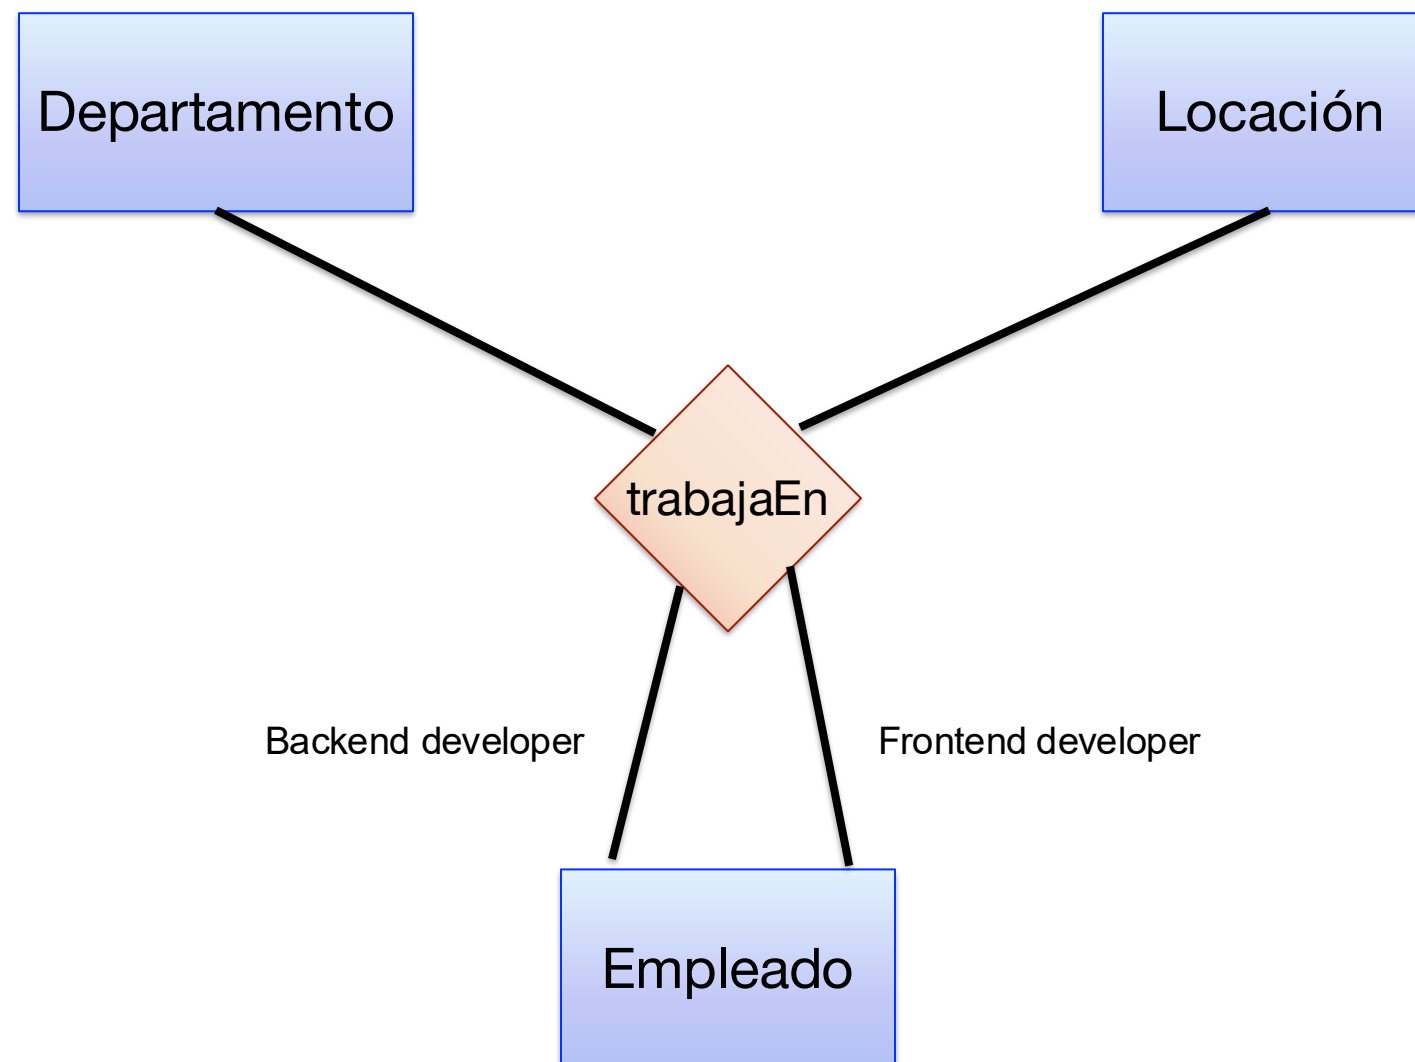 Departamento
Locación
trabajaEn
Backend developer
Frontend developer
Empleado